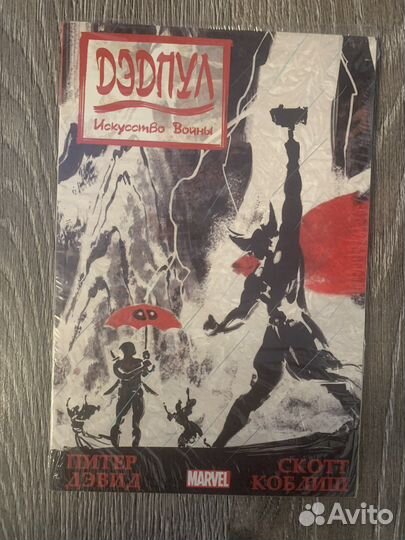 ДЭДПУЛ
Искусство Войны
ПИТЕР
ДЭВИД
MARVEL
СКОТТ
КОБЛИШ
Avito